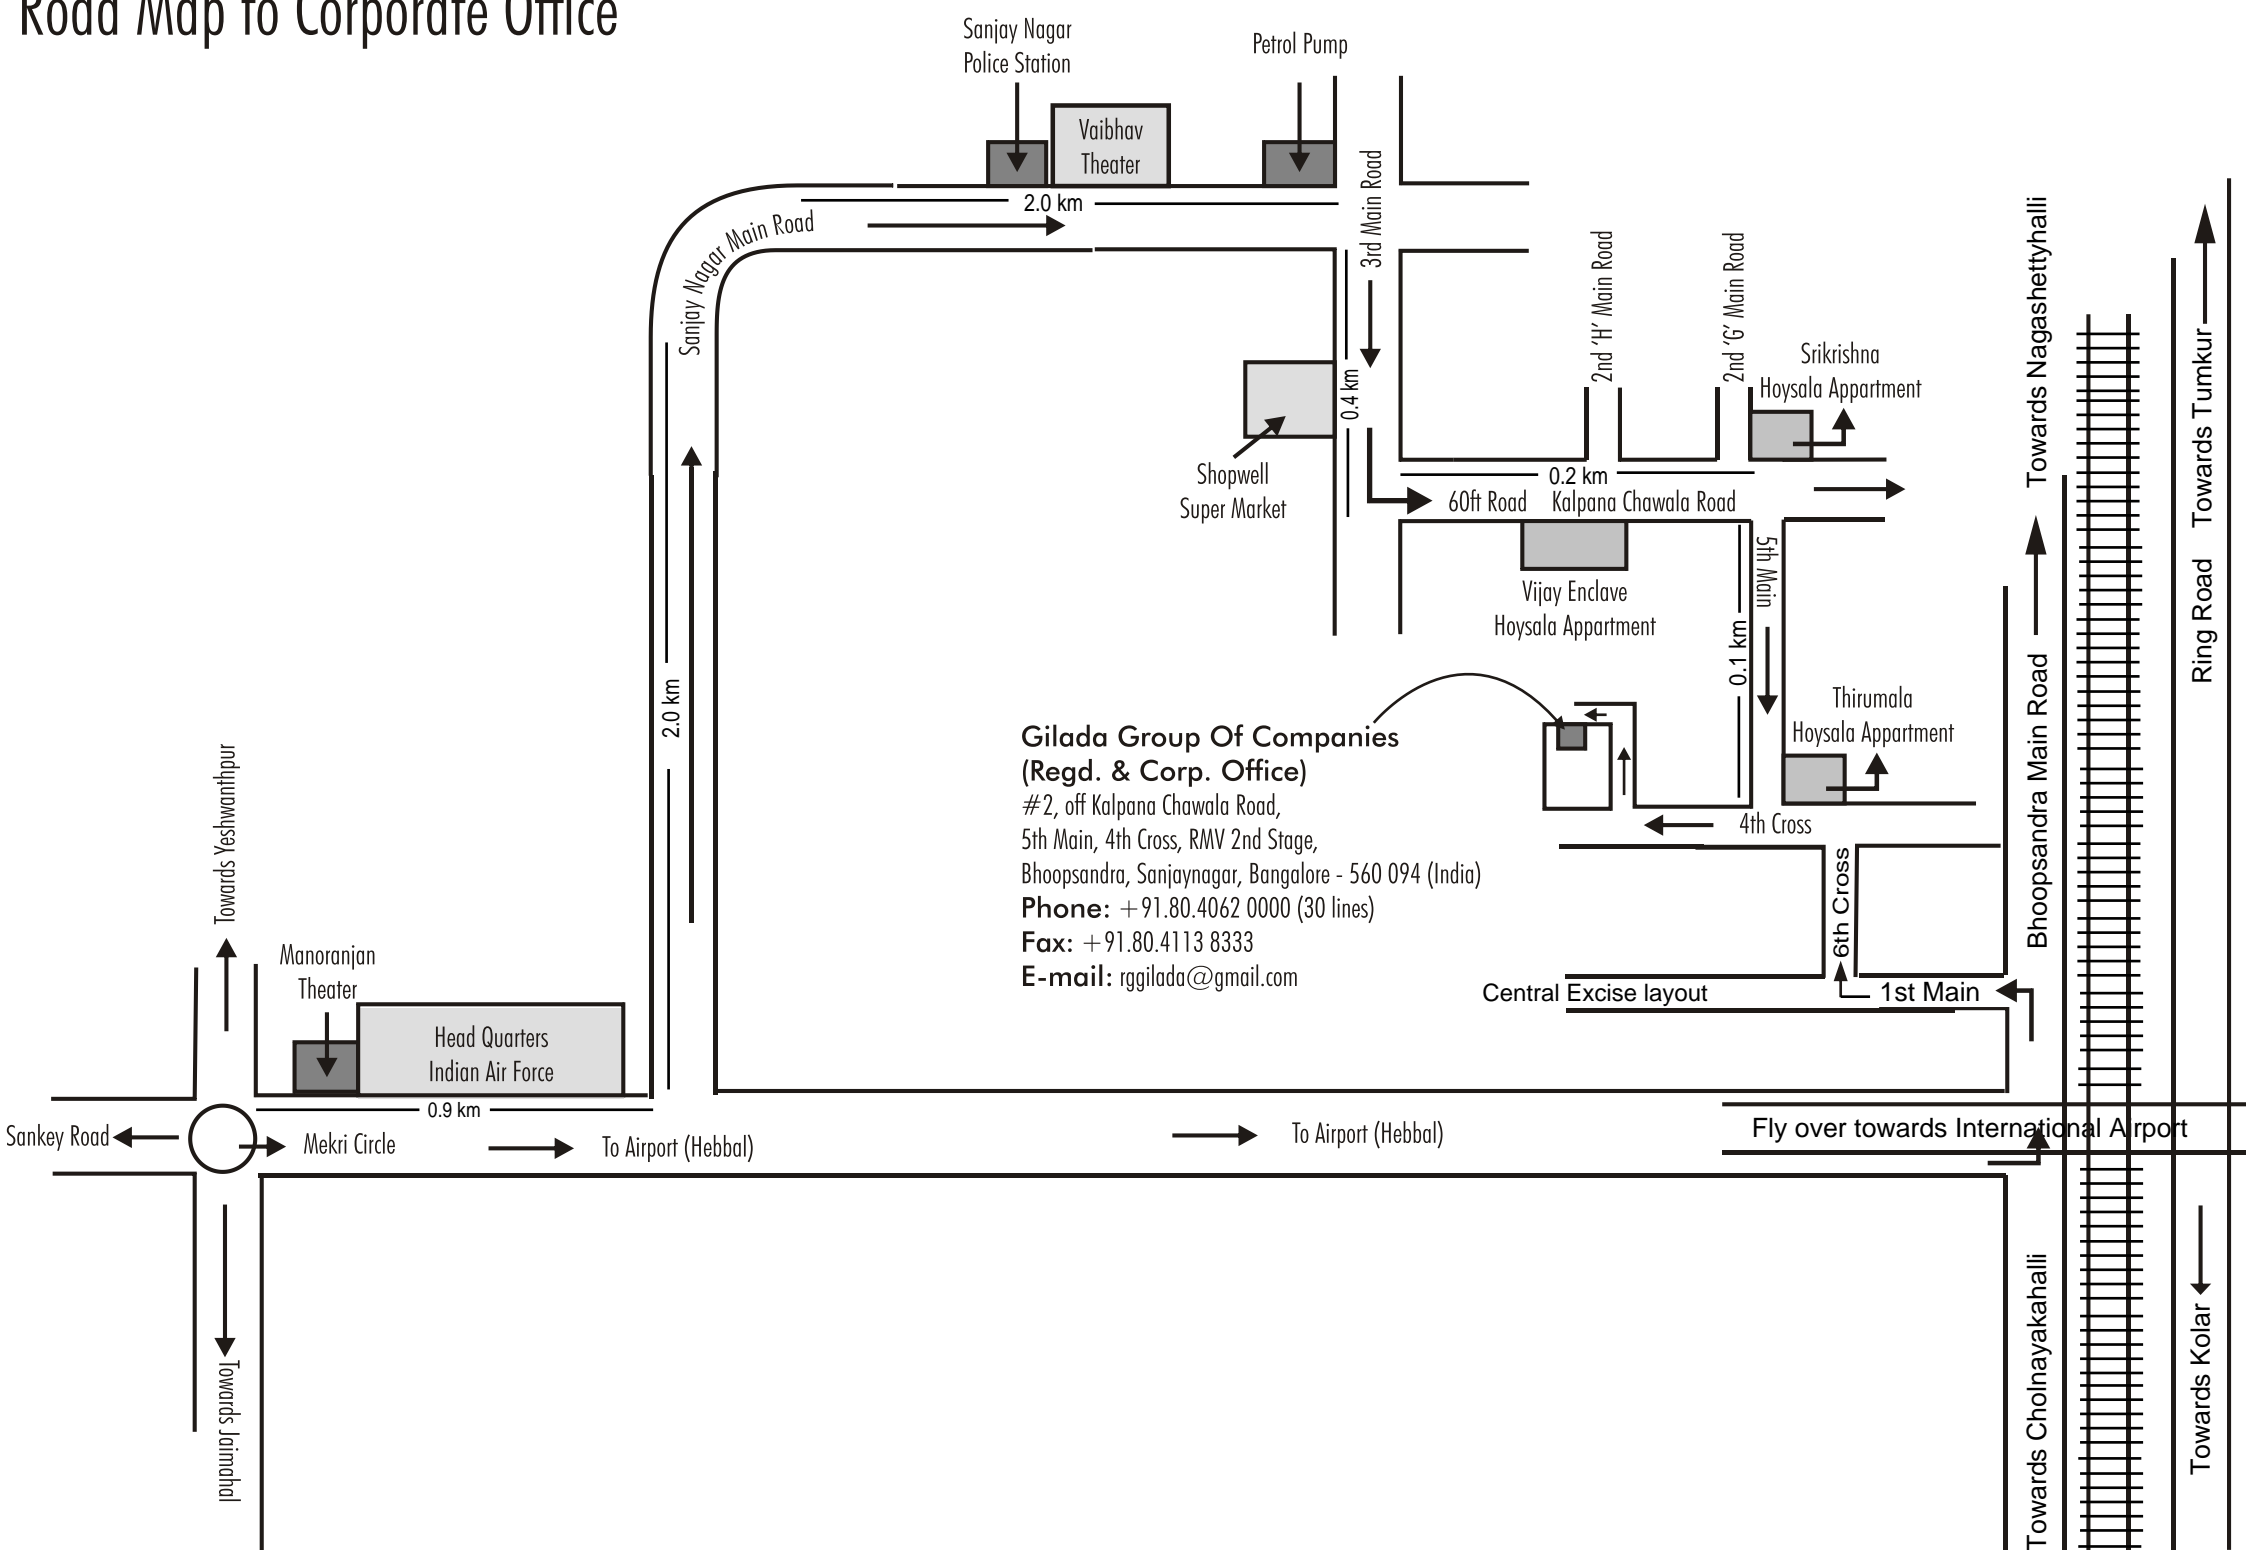 Road Map to Corporate Office
Sanjay Nagar
Police Station
Petrol Pump
Vaibhav
Theater
2.0 km
Sanjay Nagar Main Road
3rd Main Road
2nd ‘H’ Main Road
2nd ‘G’ Main Road
Srikrishna
Hoysala Appartment
0.4 km
Shopwell
Super Market
0.2 km
60ft Road
Kalpana Chawala Road
Vijay Enclave
Hoysala Appartment
5th Main
0.1 km
Thirumala
Hoysala Appartment
Towards Nagashettyhalli
Bhoopsandra Main Road
Ring Road
Towards Tumkur
2.0 km
Gilada Group Of Companies
(Regd. & Corp. Office)
#2, off Kalpana Chawala Road,
5th Main, 4th Cross, RMV 2nd Stage,
Bhoopsandra, Sanjaynagar, Bangalore - 560 094 (India)
Phone: +91.80.4062 0000 (30 lines)
Fax: +91.80.4113 8333
E-mail: rggilada@gmail.com
4th Cross
6th Cross
Central Excise layout
1st Main
Towards Yeshwanthpur
Manoranjan
Theater
Head Quarters
Indian Air Force
0.9 km
Sankey Road
Mekri Circle
To Airport (Hebbal)
To Airport (Hebbal)
Fly over towards International AIrport
Towards Jaimahal
Towards Cholnayakahalli
Towards Kolar